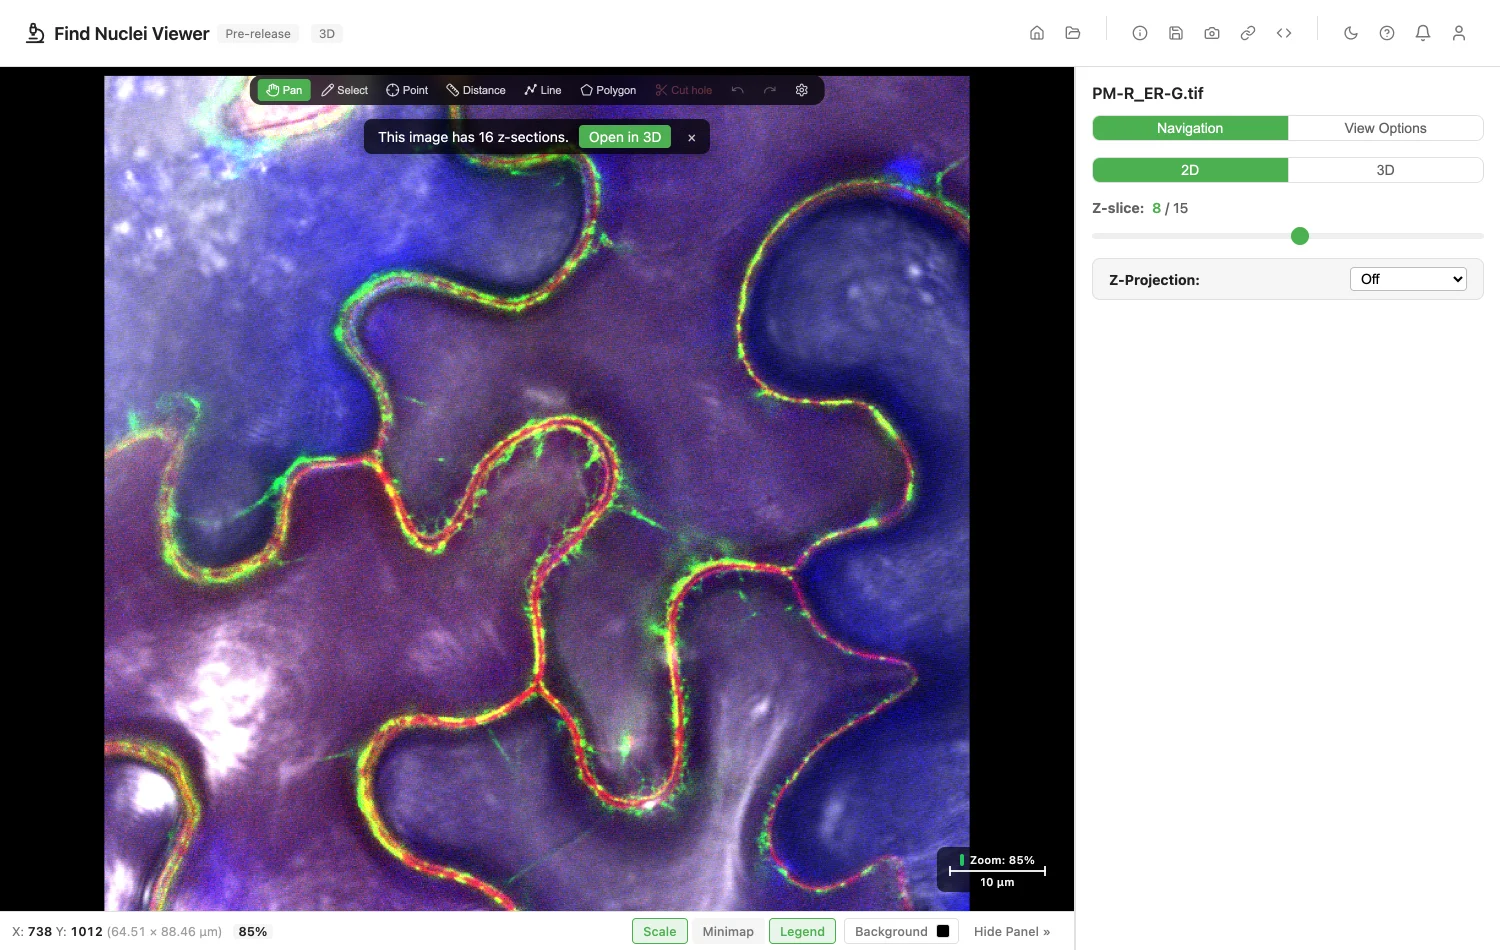 Find Nuclei Viewer Pre-release 3D
Pan Select Point Distance Line Polygon Cut hole
This image has 16 z-sections. Open in 3D ×
PM-R_ER-G.tif
Navigation View Options
2D 3D
Z-slice: 8 / 15
Z-Projection: Off
Zoom: 85%
10 μm
X: 738 Y: 1012 (64.51 × 88.46 μm) 85%
Scale Minimap Legend Background Hide Panel »